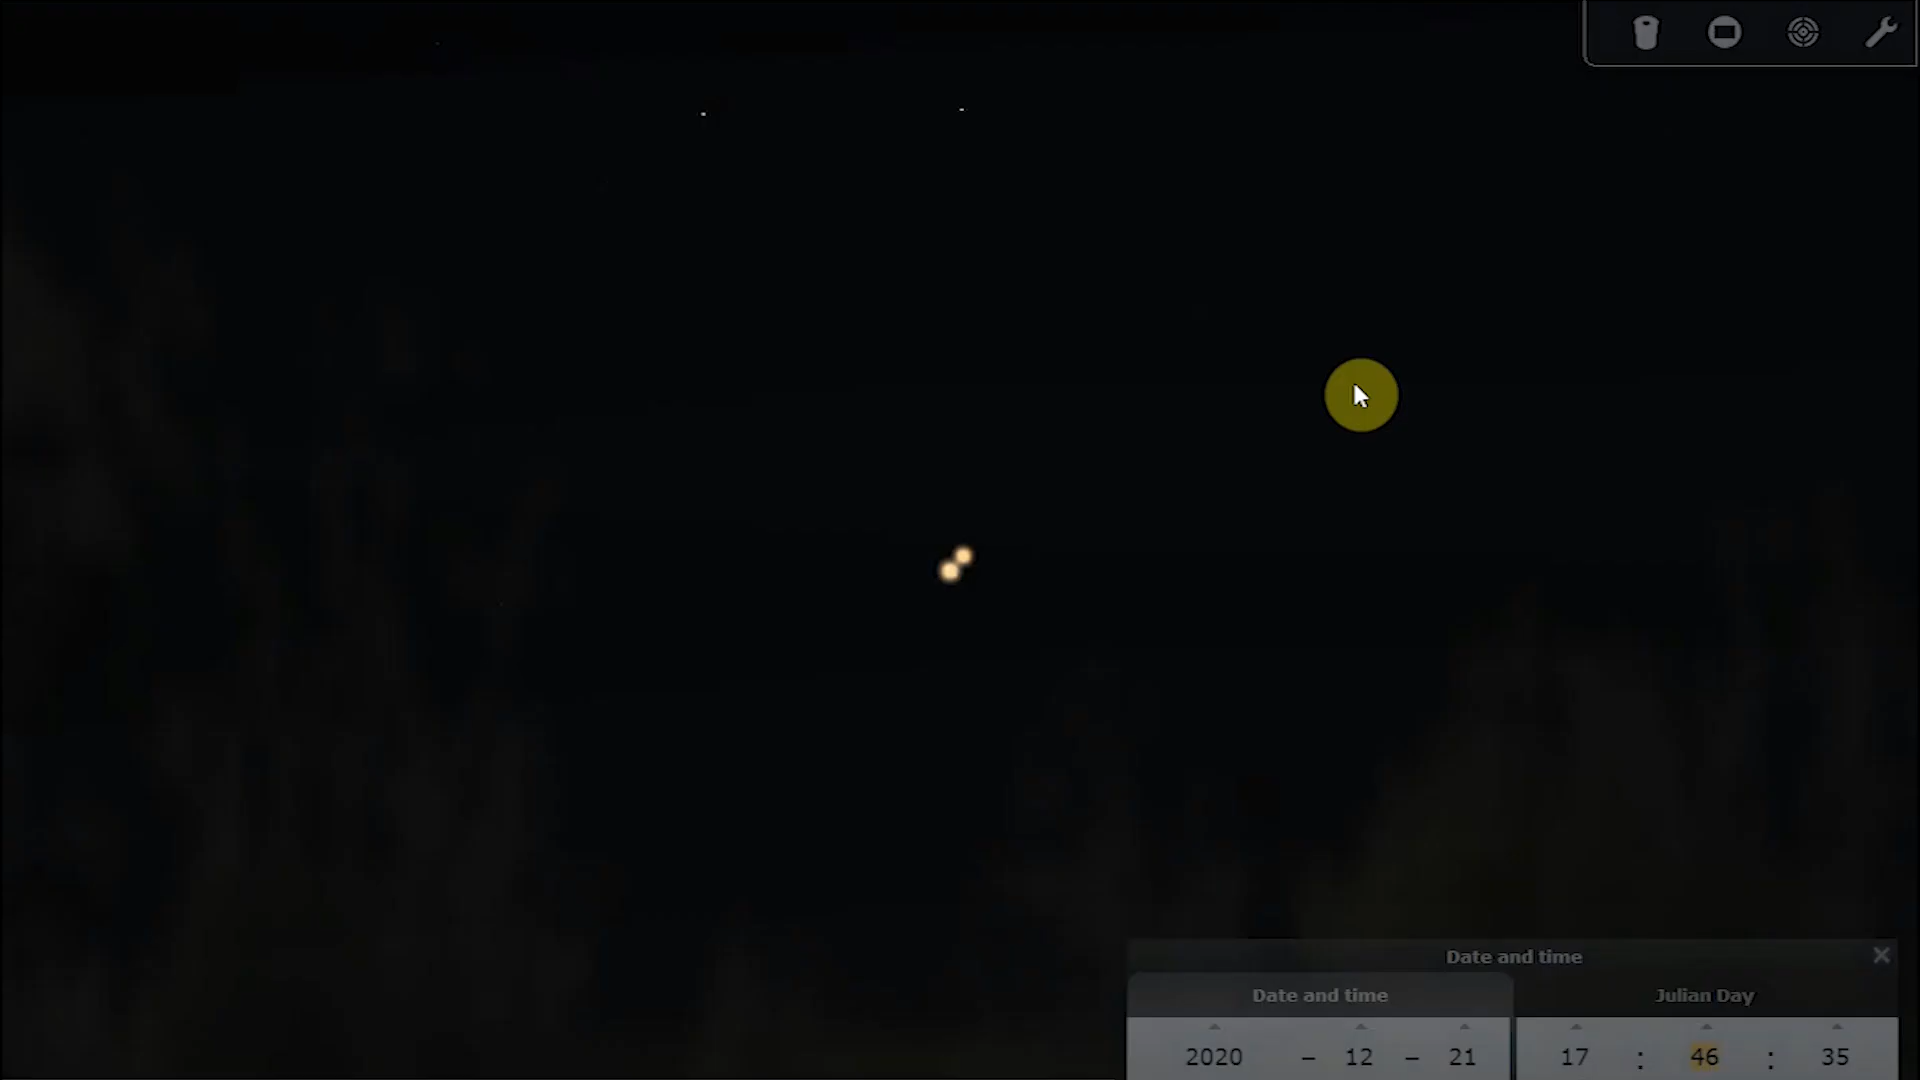 Date and time
Date and time Julian Day
2020 – 12 – 21 17 : 46 : 35